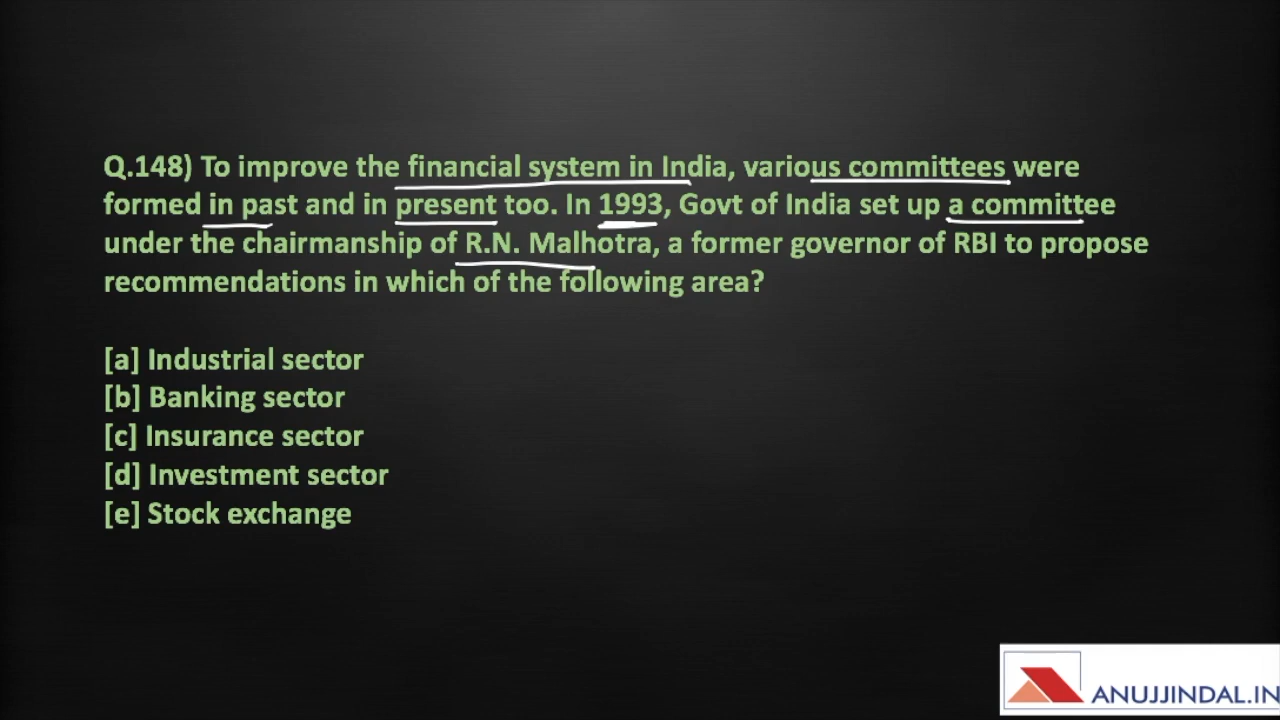 Q.148) To improve the financial system in India, various committees were
formed in past and in present too. In 1993, Govt of India set up a committee
under the chairmanship of R.N. Malhotra, a former governor of RBI to propose
recommendations in which of the following area?
[a] Industrial sector
[b] Banking sector
[c] Insurance sector
[d] Investment sector
[e] Stock exchange
ANUJJINDAL.IN